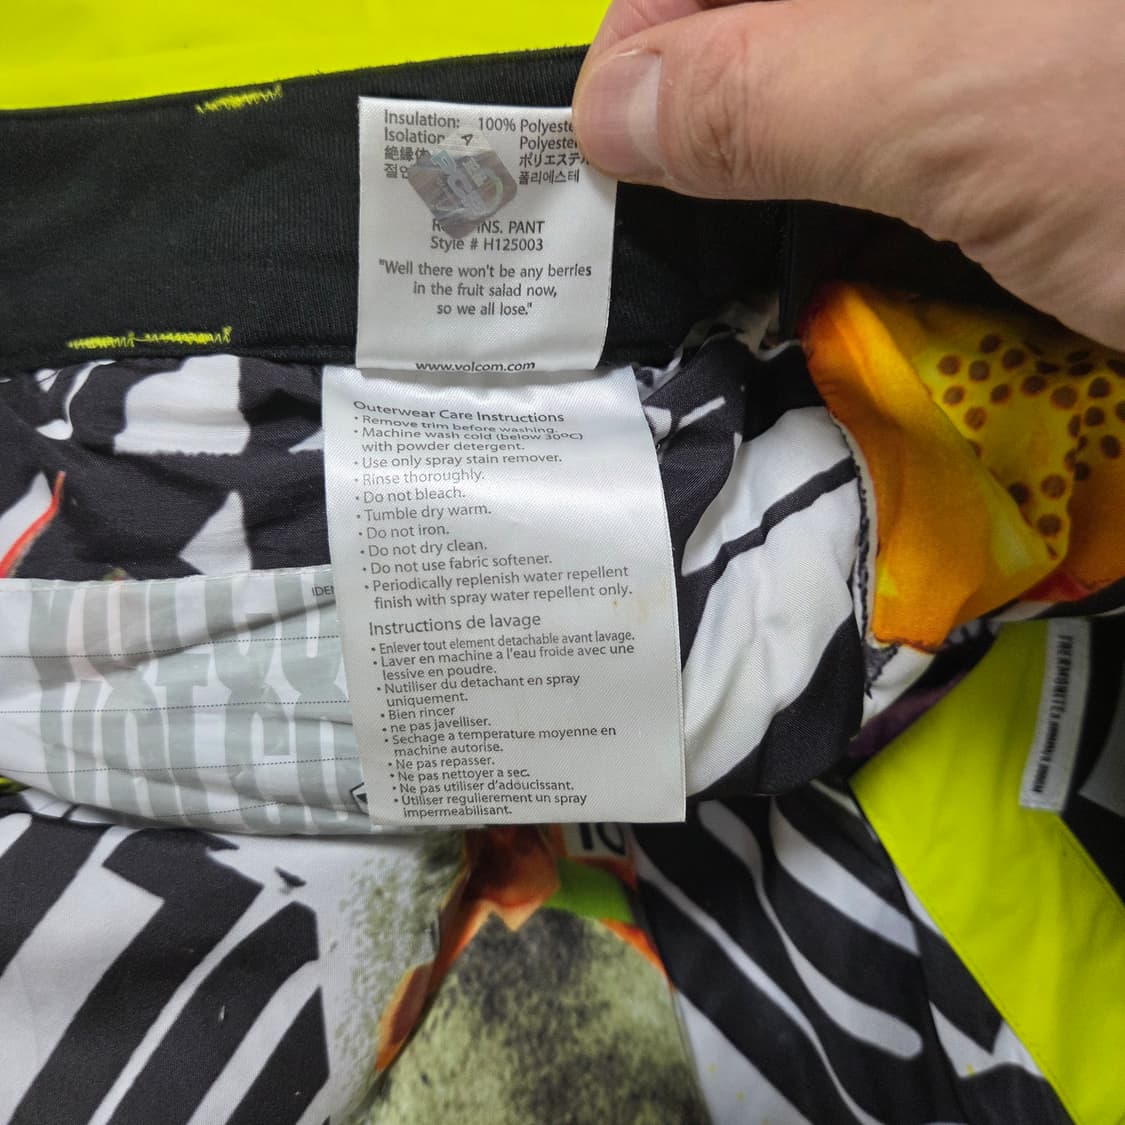 Insulation: 100%
Isolation
絶縁
절연
ポリエステ
폴리에스테
INS. PANT
Style # H125003
"Well there won't be any berries
in the fruit salad now,
so we all lose."
www.volcom.com
Outerwear Care Instructions
• Remove trim before washing.
• Machine wash cold (below 30ºC)
with powder detergent.
• Use only spray stain remover.
• Rinse thoroughly.
• Do not bleach.
• Tumble dry warm.
• Do not iron.
• Do not dry clean.
• Do not use fabric softener.
• Periodically replenish water repellent
finish with spray water repellent only.
Instructions de lavage
• Enlever tout element detachable avant lavage.
• Laver en machine a l'eau froide avec une
lessive en poudre.
• Nutiliser du detachant en spray
uniquement.
• Bien rincer
• ne pas javelliser.
• Sechage a temperature moyenne en
machine autorise.
• Ne pas repasser.
• Ne pas nettoyer a sec.
• Ne pas utiliser d'adoucissant.
• Utiliser regulierement un spray
impermeabilisant.